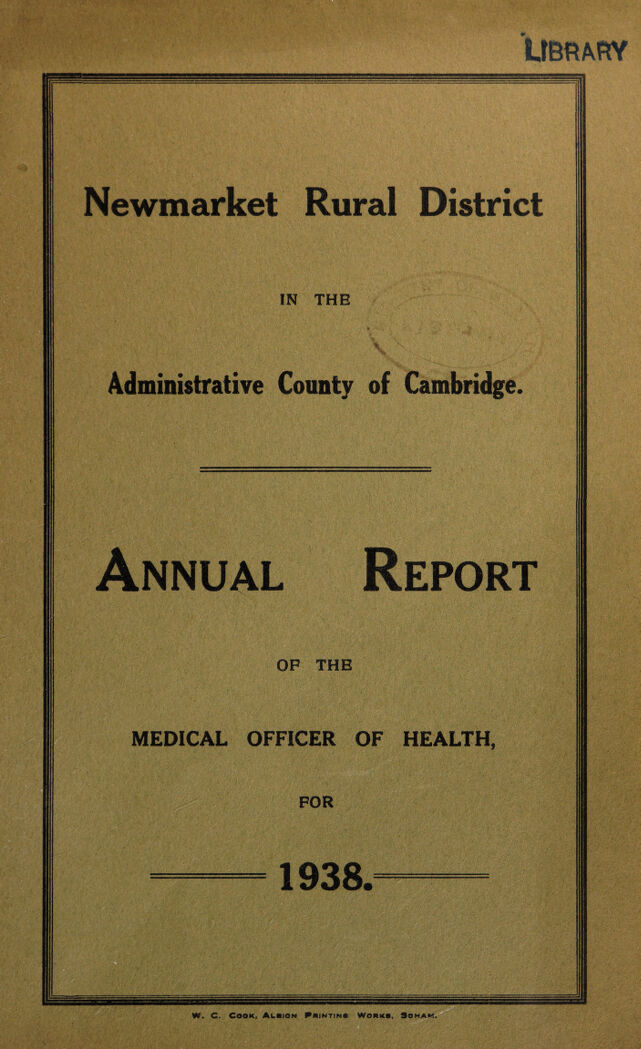 LIBRARY
Newmarket Rural District
IN THE
Administrative County of Cambridge.
ANNUAL REPORT
OF THE
MEDICAL OFFICER OF HEALTH,
FOR
1938.
W. C. COOK, ALBION PRINTING WORKS, SOHAM.